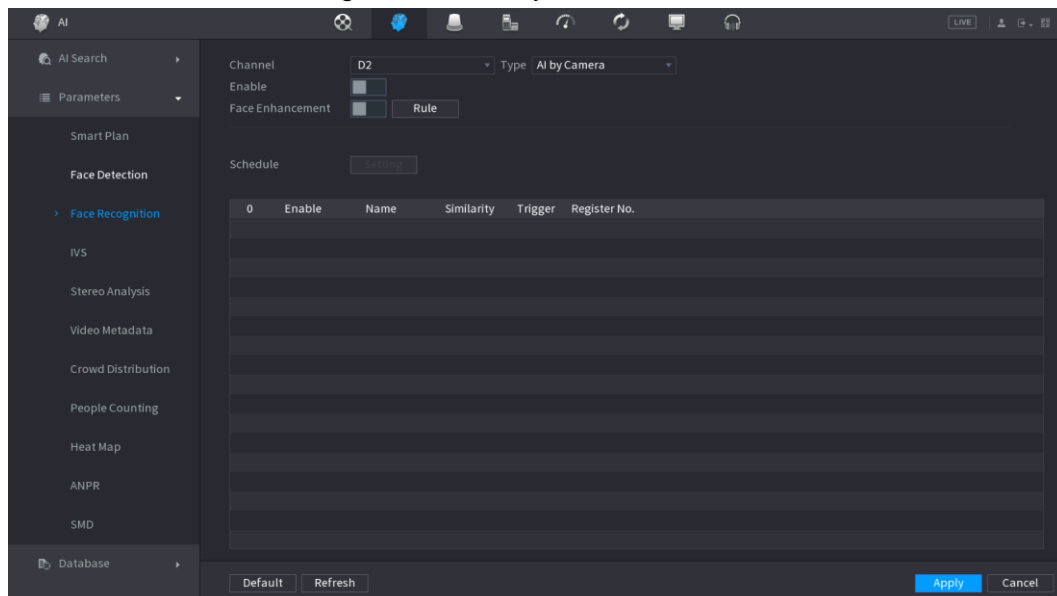 AI
LIVE
AI Search
Parameters
Smart Plan
Face Detection
Face Recognition
IVS
Stereo Analysis
Video Metadata
Crowd Distribution
People Counting
Heat Map
ANPR
SMD
Database
Channel D2 Type AI by Camera
Enable
Face Enhancement Rule
Schedule Setting
0 Enable Name Similarity Trigger Register No.
Default Refresh Apply Cancel